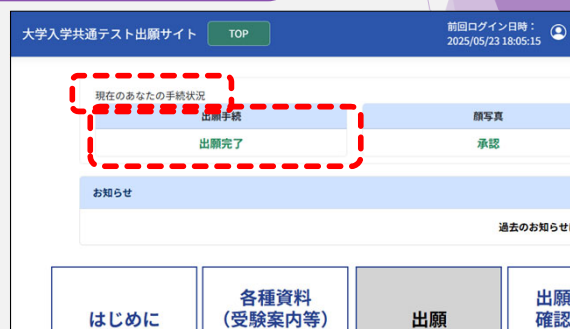 大学入学共通テスト出願サイト TOP
前回ログイン日時：
2025/05/23 18:05:15
現在のあなたの手続状況
出願手続 顔写真
出願完了 承認
お知らせ
過去のお知らせ
はじめに
各種資料
（受験案内等）
出願
出願
確認